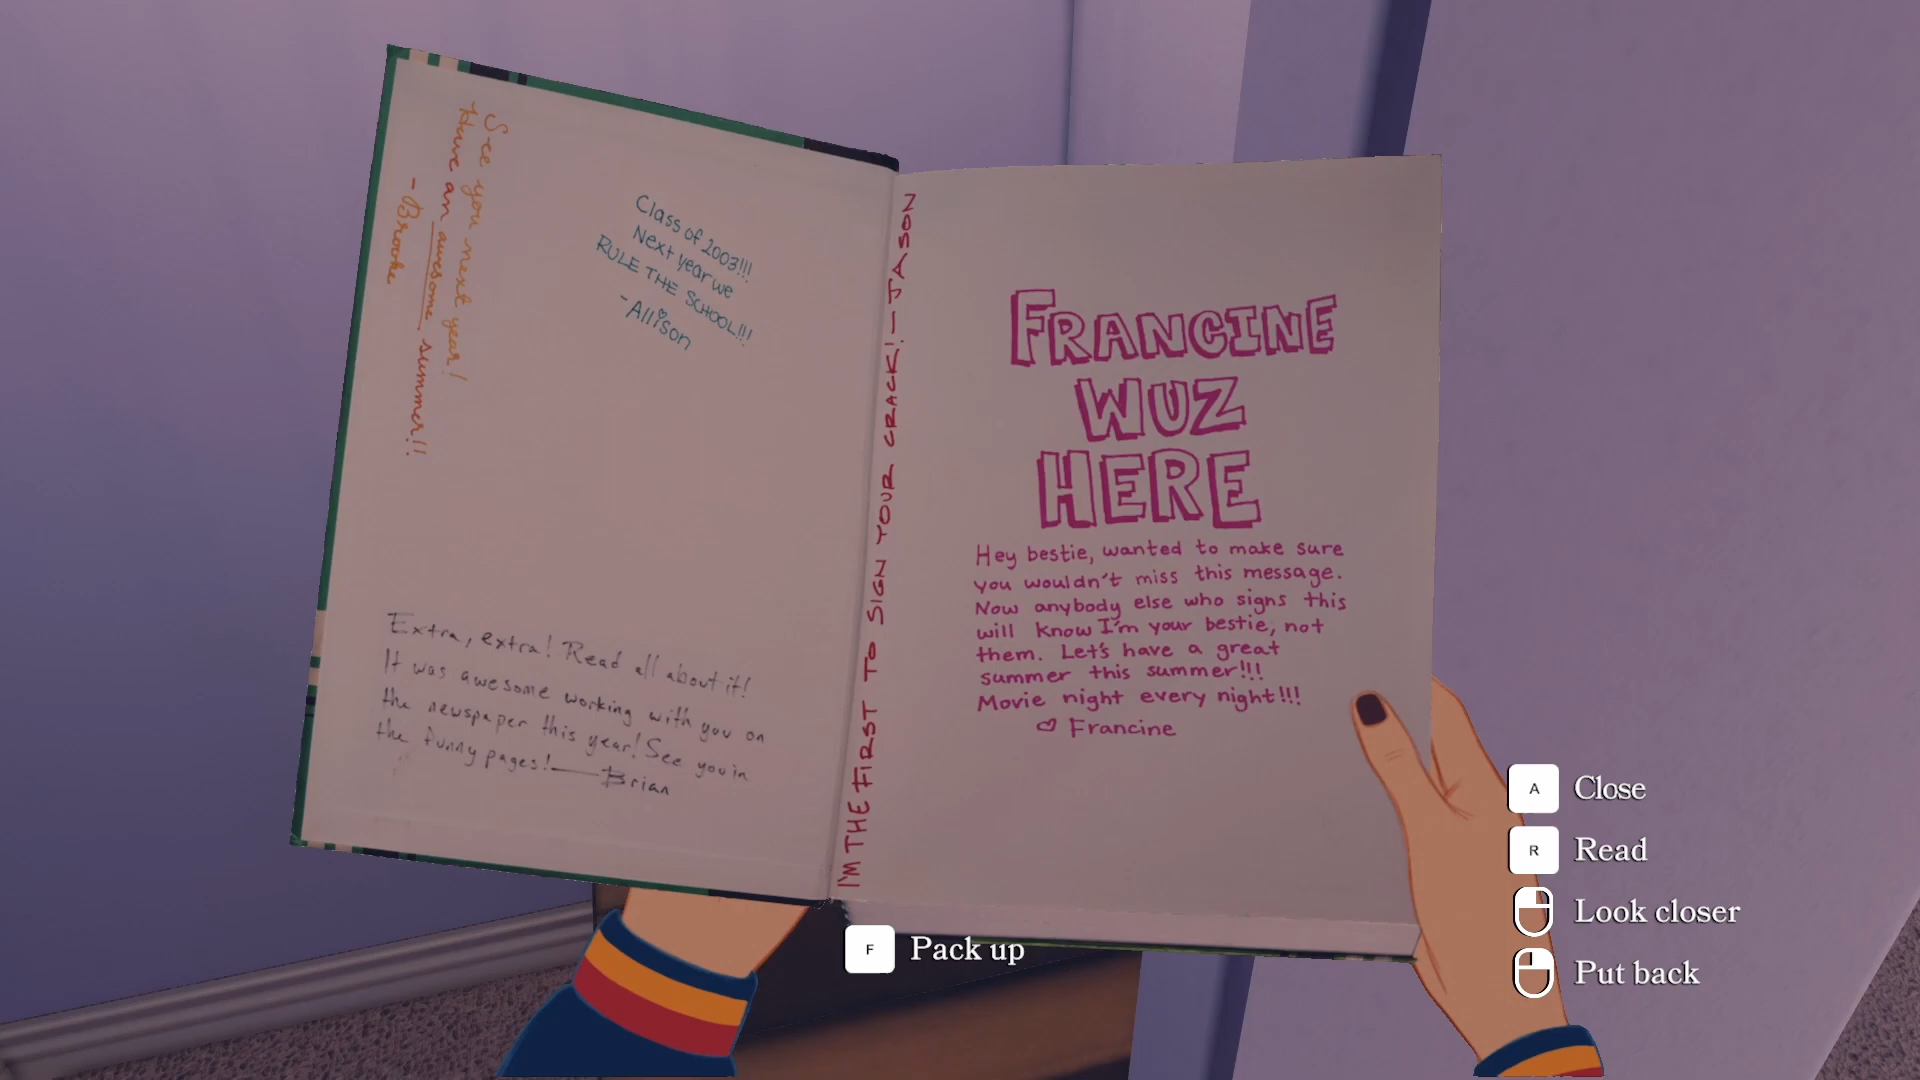 See you next year!
Have an awesome summer!!
- Brooke
Class of 2003!!!
Next year we
RULE THE SCHOOL!!!
-Allison
Extra, extra! Read all about it!
It was awesome working with you on
the newspaper this year! See you in
the funny pages!—Brian
I'M THE FIRST TO SIGN YOUR CRACK! - JASON
FRANCINE
WUZ
HERE
Hey bestie, wanted to make sure
you wouldn't miss this message.
Now anybody else who signs this
will know I'm your bestie, not
them. Let's have a great
summer this summer!!!
Movie night every night!!!
♡ Francine
F Pack up
A Close
R Read
Look closer
Put back